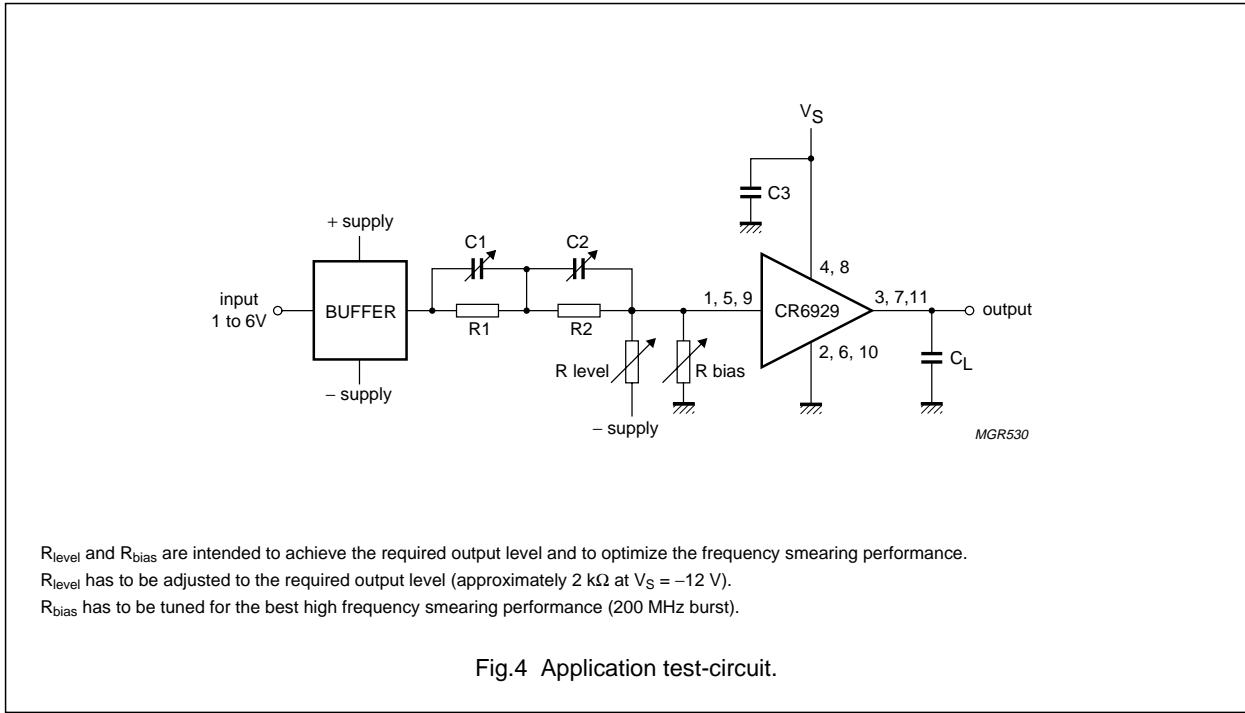 V_S
C3
+ supply
C1
C2
4, 8
input
1 to 6V
BUFFER
1, 5, 9
CR6929
3, 7,11
output
R1
R2
2, 6, 10
R level
R bias
C_L
− supply
− supply
MGR530
R_level and R_bias are intended to achieve the required output level and to optimize the frequency smearing performance.
R_level has to be adjusted to the required output level (approximately 2 kΩ at V_S = −12 V).
R_bias has to be tuned for the best high frequency smearing performance (200 MHz burst).
Fig.4 Application test-circuit.